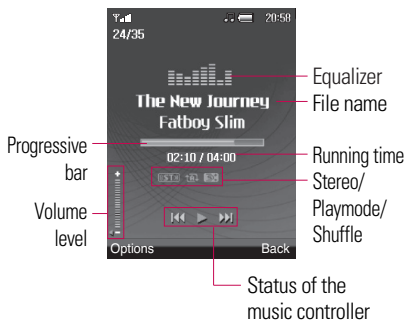 20:58
24/35
Equalizer
The New Journey
File name
Fatboy Slim
Progressive
bar
02:10 / 04:00
Running time
Stereo/
Playmode/
Shuffle
Volume
level
Options
Back
Status of the
music controller